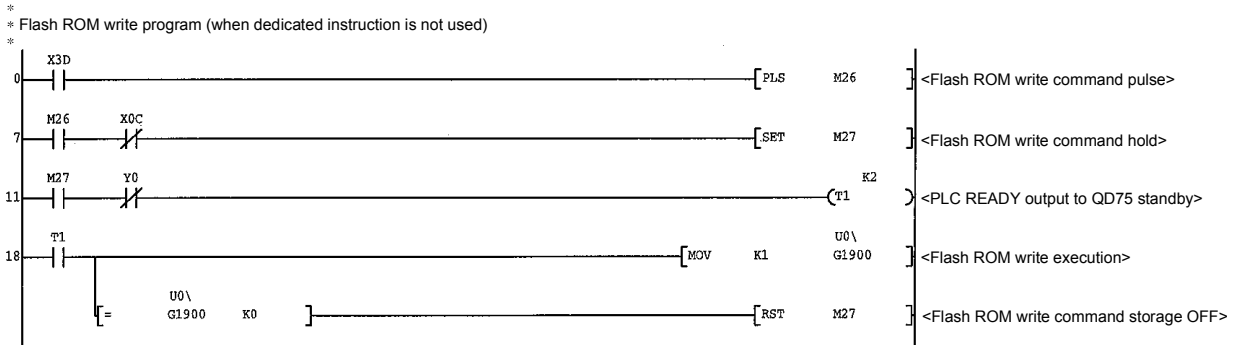 *
* Flash ROM write program (when dedicated instruction is not used)
*
X3D
0 [PLS M26 ] <Flash ROM write command pulse>
M26 X0C
7 [SET M27 ] <Flash ROM write command hold>
M27 Y0 K2
11 (T1 ) <PLC READY output to QD75 standby>
T1 U0\
18 [MOV K1 G1900 ] <Flash ROM write execution>
U0\
[= G1900 K0 ] [RST M27 ] <Flash ROM write command storage OFF>